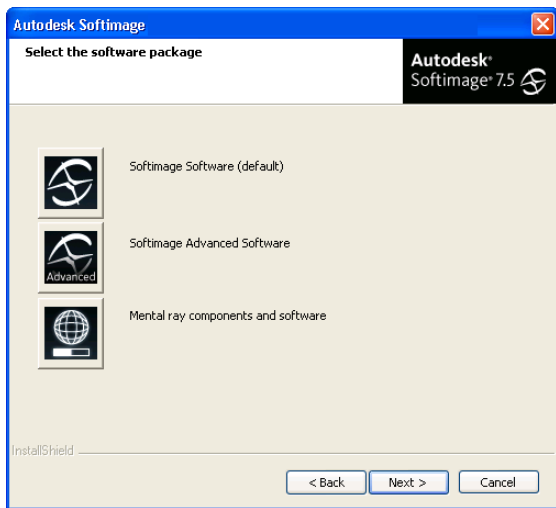 Autodesk Softimage
Select the software package
Autodesk®
Softimage® 7.5
Softimage Software (default)
Softimage Advanced Software
Advanced
Mental ray components and software
InstallShield
< Back
Next >
Cancel